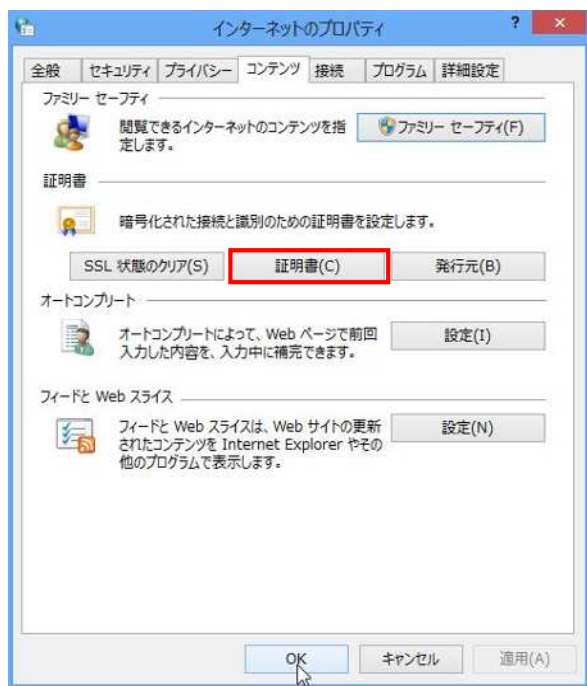 インターネットのプロパティ
?
×
全般 セキュリティ プライバシー コンテンツ 接続 プログラム 詳細設定
ファミリー セーフティ
閲覧できるインターネットのコンテンツを指
定します。
ファミリー セーフティ(F)
証明書
暗号化された接続と識別のための証明書を設定します。
SSL 状態のクリア(S) 証明書(C) 発行元(B)
オートコンプリート
オートコンプリートによって、Web ページで前回
入力した内容を、入力中に補完できます。
設定(I)
フィードと Web スライス
フィードと Web スライスは、Web サイトの更新
されたコンテンツを Internet Explorer やその
他のプログラムで表示します。
設定(N)
OK キャンセル 適用(A)